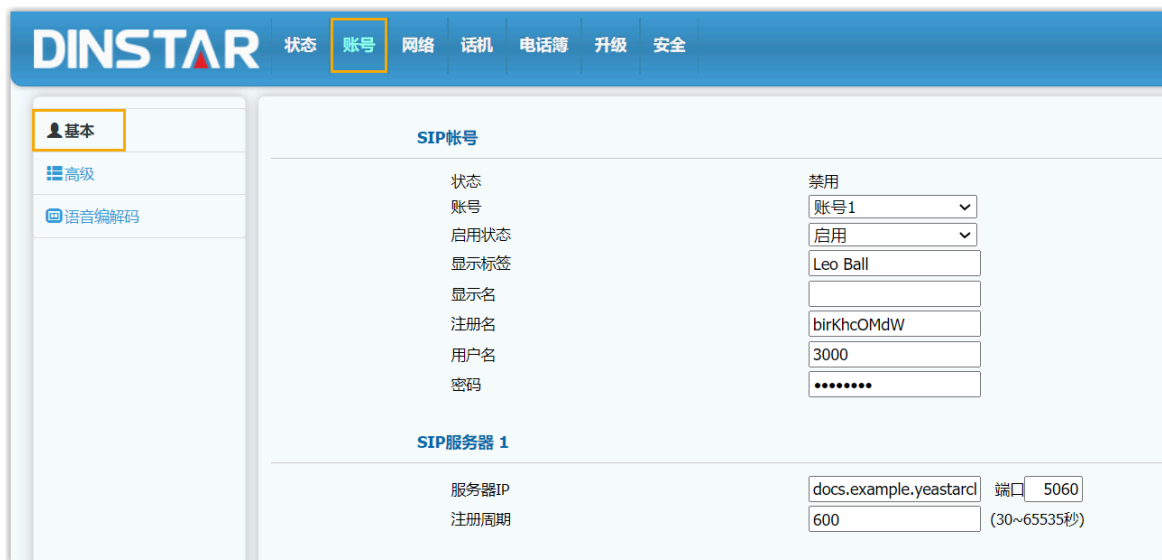 DINSTAR 状态 账号 网络 话机 电话簿 升级 安全
基本
高级
语音编解码
SIP帐号
状态 禁用
账号 账号1
启用状态 启用
显示标签 Leo Ball
显示名
注册名 birKhcOMdW
用户名 3000
密码 ••••••••
SIP服务器 1
服务器IP docs.example.yeastarcl 端口 5060
注册周期 600 (30~65535秒)